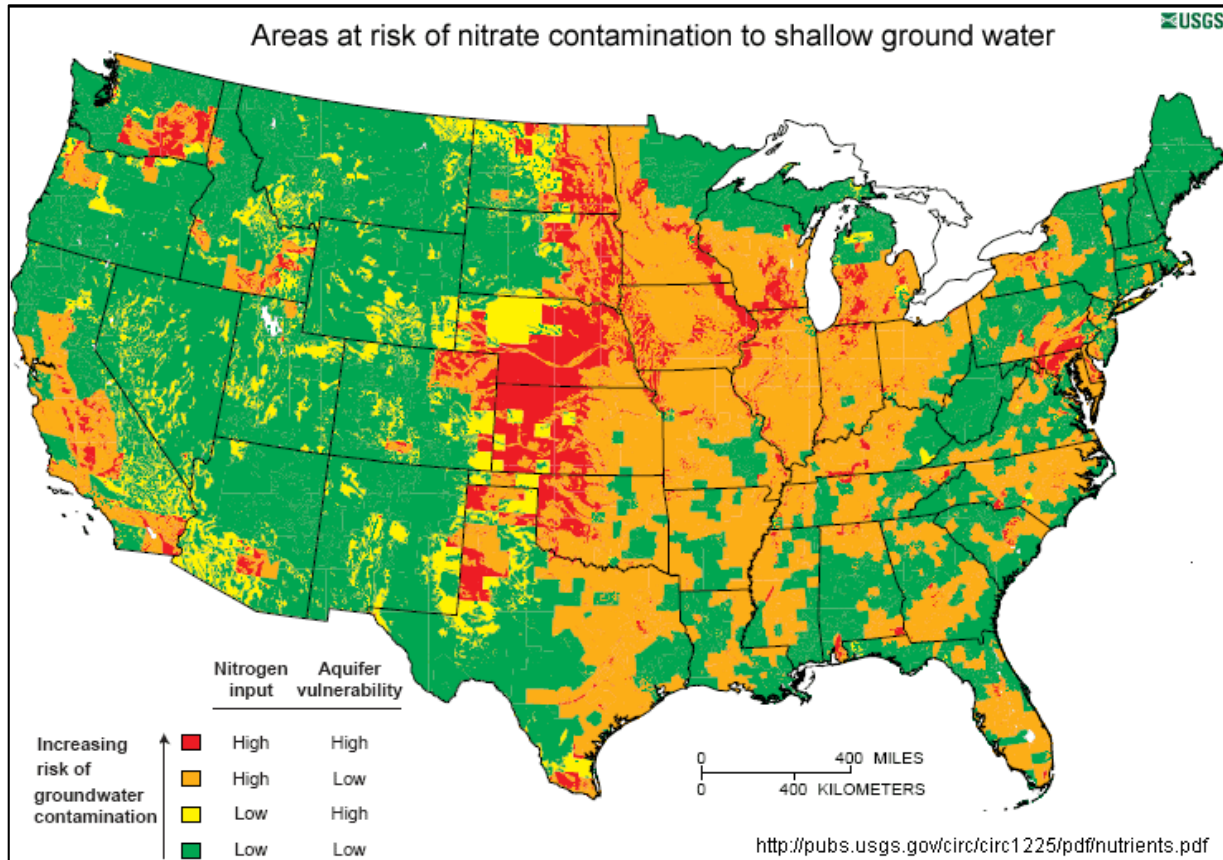 USGS
Areas at risk of nitrate contamination to shallow ground water
Nitrogen input
Aquifer vulnerability
Increasing risk of groundwater contamination
High High
High Low
Low High
Low Low
0 400 MILES
0 400 KILOMETERS
http://pubs.usgs.gov/circ/circ1225/pdf/nutrients.pdf